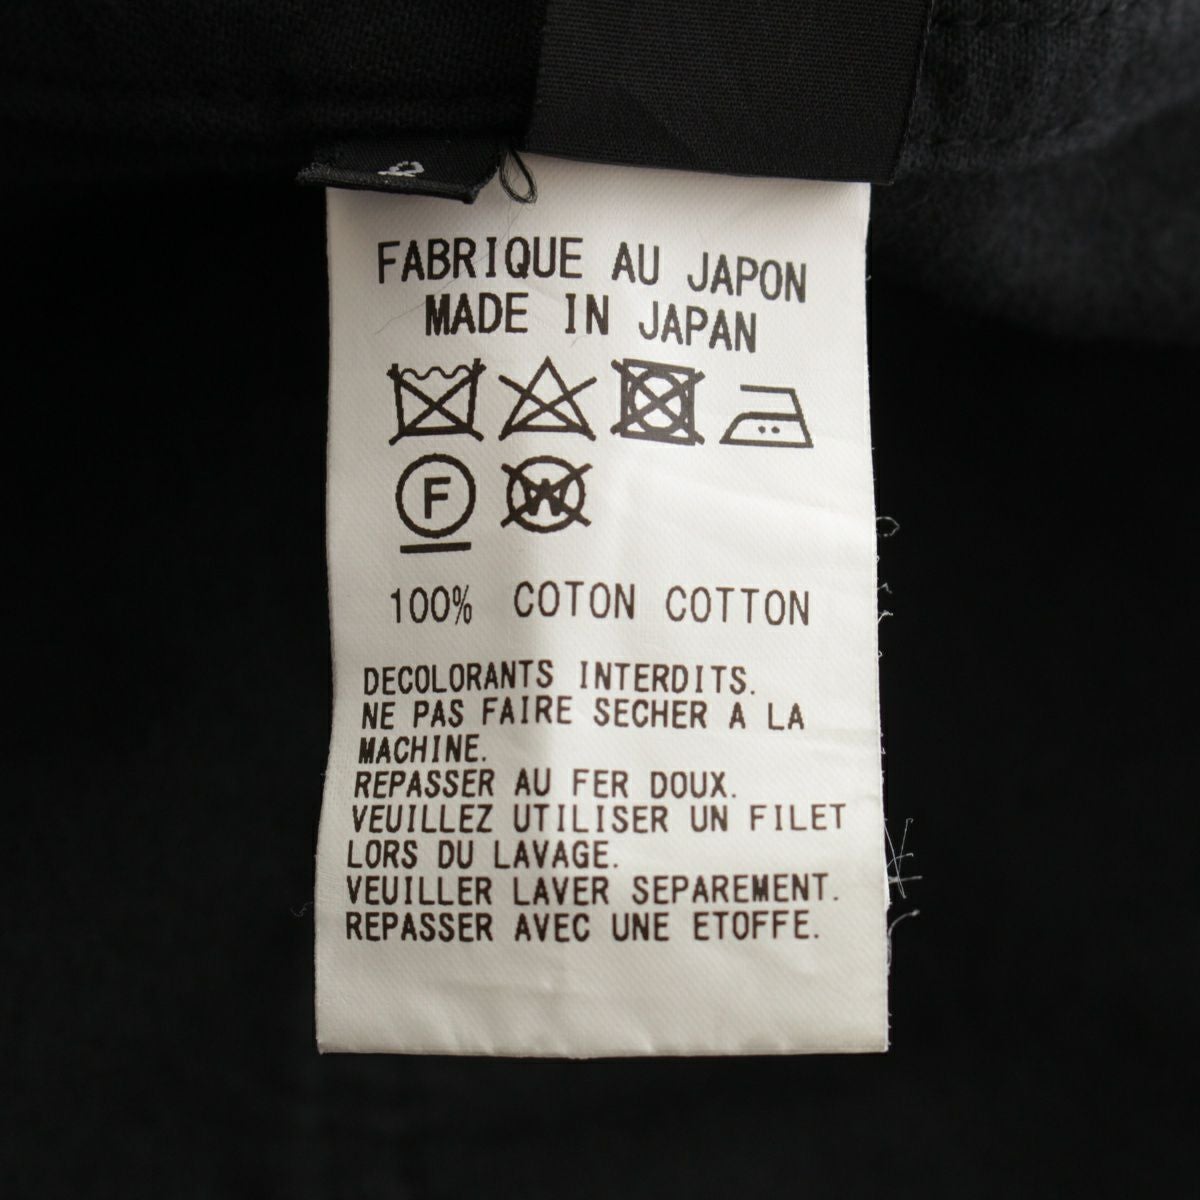 2
FABRIQUE AU JAPON
MADE IN JAPAN
F W
100% COTON COTTON
DECOLORANTS INTERDITS.
NE PAS FAIRE SECHER A LA
MACHINE.
REPASSER AU FER DOUX.
VEUILLEZ UTILISER UN FILET
LORS DU LAVAGE.
VEUILLER LAVER SEPAREMENT.
REPASSER AVEC UNE ETOFFE.